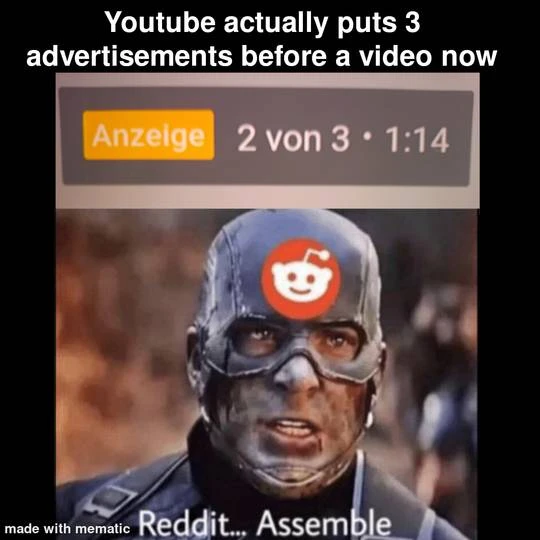 Youtube actually puts 3
advertisements before a video now
Anzeige 2 von 3 • 1:14
Reddit... Assemble
made with mematic